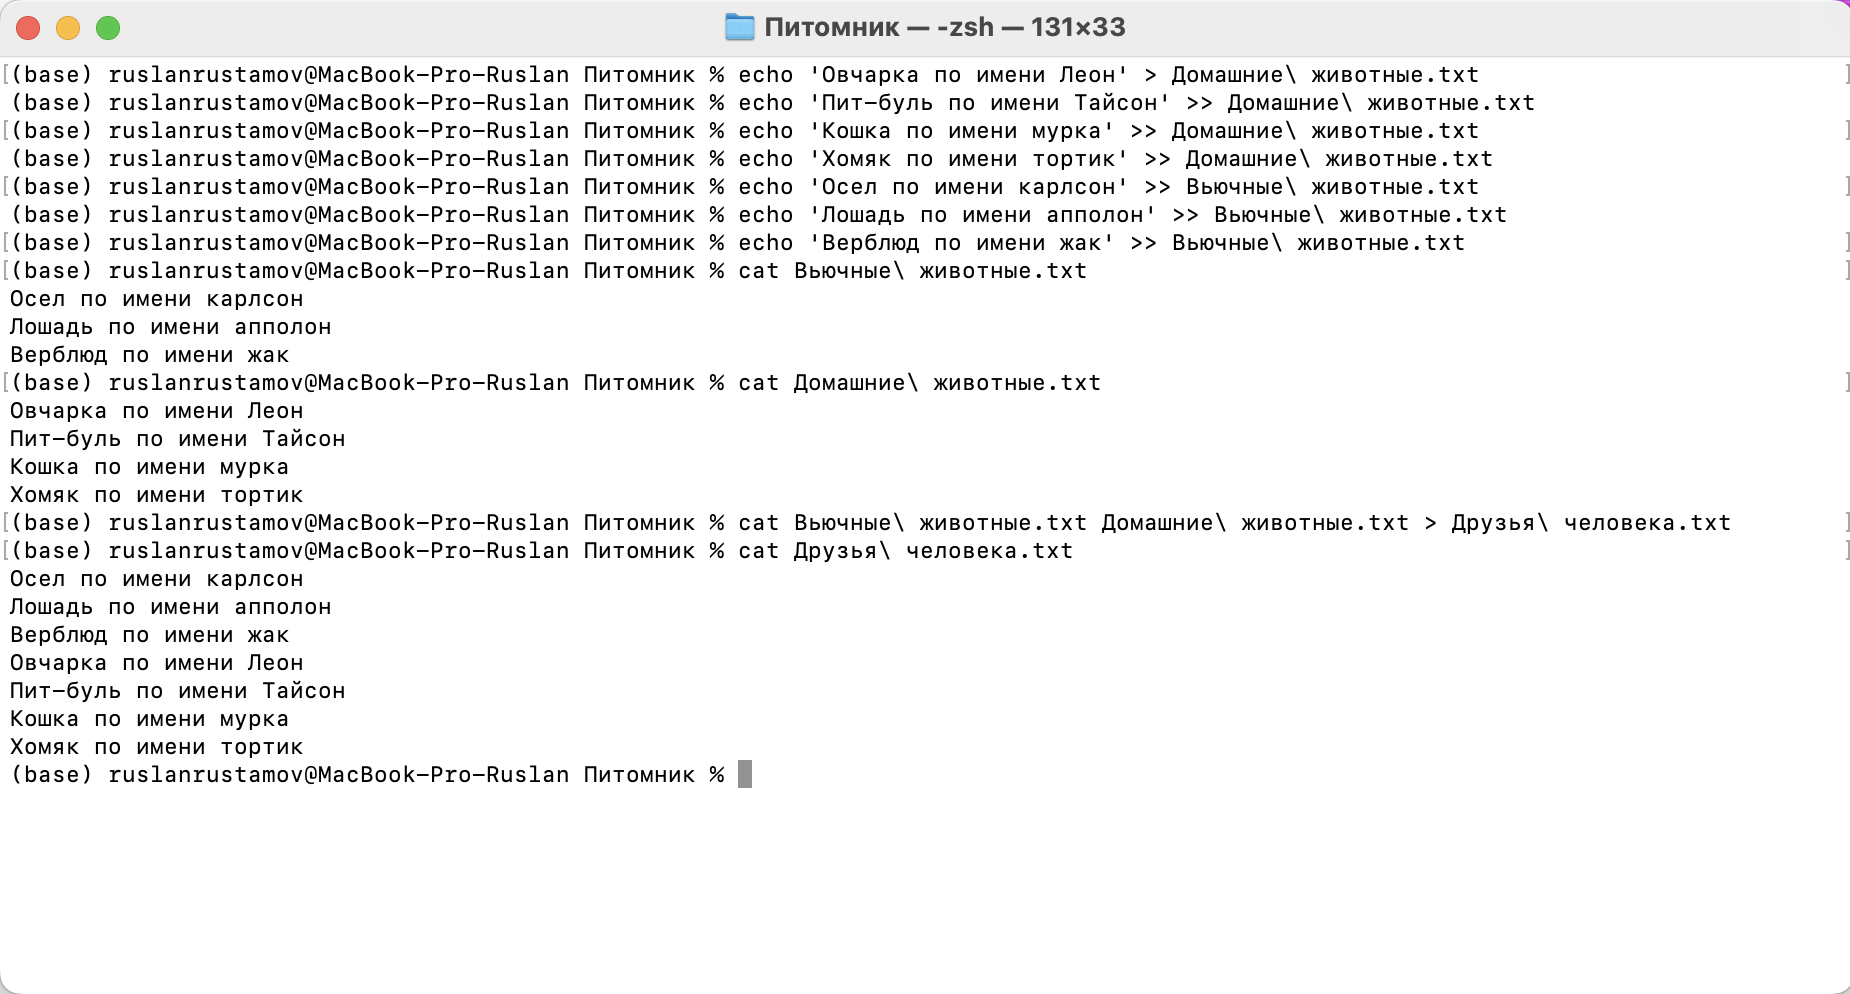 Питомник — -zsh — 131×33
(base) ruslanrustamov@MacBook-Pro-Ruslan Питомник % echo 'Овчарка по имени Леон' > Домашние\ животные.txt
(base) ruslanrustamov@MacBook-Pro-Ruslan Питомник % echo 'Пит-буль по имени Тайсон' >> Домашние\ животные.txt
(base) ruslanrustamov@MacBook-Pro-Ruslan Питомник % echo 'Кошка по имени мурка' >> Домашние\ животные.txt
(base) ruslanrustamov@MacBook-Pro-Ruslan Питомник % echo 'Хомяк по имени тортик' >> Домашние\ животные.txt
(base) ruslanrustamov@MacBook-Pro-Ruslan Питомник % echo 'Осел по имени карлсон' >> Вьючные\ животные.txt
(base) ruslanrustamov@MacBook-Pro-Ruslan Питомник % echo 'Лошадь по имени апполон' >> Вьючные\ животные.txt
(base) ruslanrustamov@MacBook-Pro-Ruslan Питомник % echo 'Верблюд по имени жак' >> Вьючные\ животные.txt
(base) ruslanrustamov@MacBook-Pro-Ruslan Питомник % cat Вьючные\ животные.txt
Осел по имени карлсон
Лошадь по имени апполон
Верблюд по имени жак
(base) ruslanrustamov@MacBook-Pro-Ruslan Питомник % cat Домашние\ животные.txt
Овчарка по имени Леон
Пит-буль по имени Тайсон
Кошка по имени мурка
Хомяк по имени тортик
(base) ruslanrustamov@MacBook-Pro-Ruslan Питомник % cat Вьючные\ животные.txt Домашние\ животные.txt > Друзья\ человека.txt
(base) ruslanrustamov@MacBook-Pro-Ruslan Питомник % cat Друзья\ человека.txt
Осел по имени карлсон
Лошадь по имени апполон
Верблюд по имени жак
Овчарка по имени Леон
Пит-буль по имени Тайсон
Кошка по имени мурка
Хомяк по имени тортик
(base) ruslanrustamov@MacBook-Pro-Ruslan Питомник %